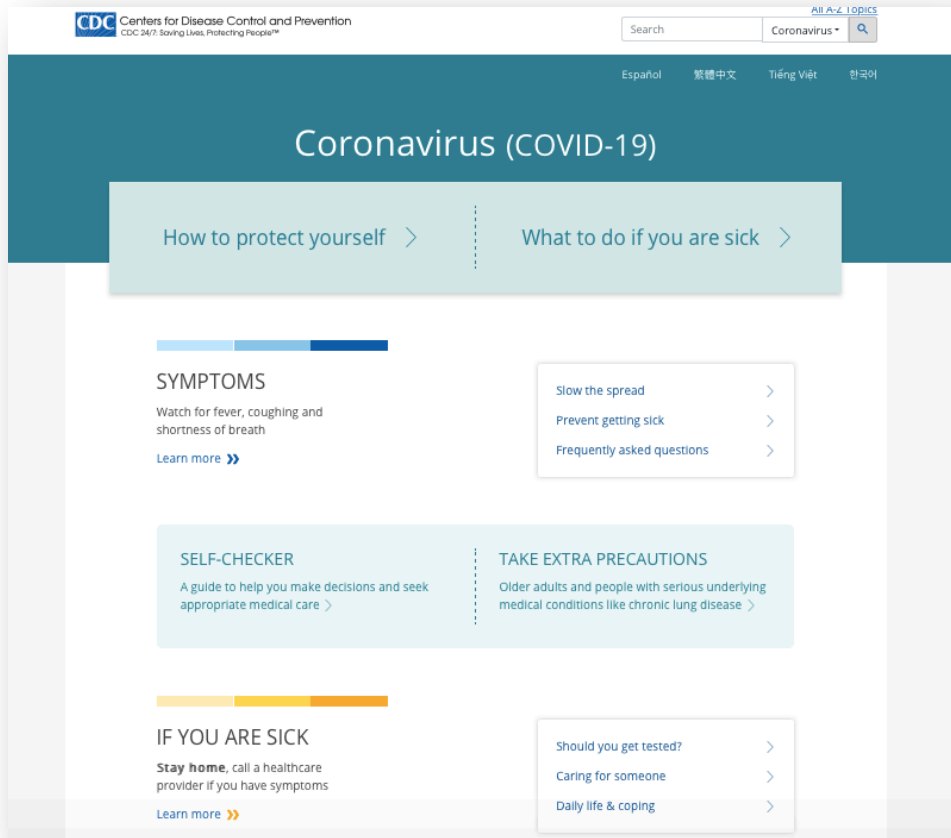 All A-Z Topics
CDC Centers for Disease Control and Prevention
CDC 24/7: Saving Lives, Protecting People™
Search
Coronavirus
Español
繁體中文
Tiếng Việt
한국어
Coronavirus (COVID-19)
How to protect yourself
What to do if you are sick
SYMPTOMS
Watch for fever, coughing and
shortness of breath
Learn more
Slow the spread
Prevent getting sick
Frequently asked questions
SELF-CHECKER
A guide to help you make decisions and seek
appropriate medical care
TAKE EXTRA PRECAUTIONS
Older adults and people with serious underlying
medical conditions like chronic lung disease
IF YOU ARE SICK
Stay home, call a healthcare
provider if you have symptoms
Learn more
Should you get tested?
Caring for someone
Daily life & coping